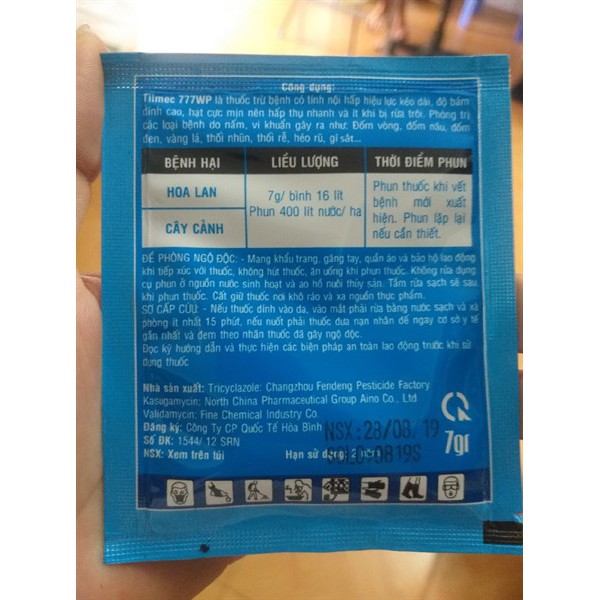 Công dụng:
Tilmec 777WP là thuốc trừ bệnh có tính nội hấp hiệu lực kéo dài, độ bám
dính cao, hạt cực mịn nên hấp thụ nhanh và ít khi bị rửa trôi. Phòng trị
các loại bệnh do nấm, vi khuẩn gây ra như: Đốm vòng, đốm nâu, đốm
đen, vàng lá, thối nhũn, thối rễ, héo rũ, gỉ sắt...
BỆNH HẠI LIỀU LƯỢNG THỜI ĐIỂM PHUN
HOA LAN
CÂY CẢNH
7g/ bình 16 lít
Phun 400 lít nước/ ha
Phun thuốc khi vết
bệnh mới xuất
hiện. Phun lặp lại
nếu cần thiết.
ĐỀ PHÒNG NGỘ ĐỘC: - Mang khẩu trang, găng tay, quần áo và bảo hộ lao động
khi tiếp xúc với thuốc, không hút thuốc, ăn uống khi phun thuốc. Không rửa dụng
cụ phun ở nguồn nước sinh hoạt và ao hồ nuôi thủy sản. Tắm rửa sạch sẽ sau
khi phun thuốc. Cất giữ thuốc nơi khô ráo và xa nguồn thực phẩm.
SƠ CẤP CỨU: - Nếu thuốc dính vào da, vào mắt phải rửa bằng nước sạch và xà
phòng ít nhất 15 phút, nếu nuốt phải thuốc đưa nạn nhân để ngay cơ sở y tế
gần nhất và đem theo nhãn thuốc đã gây ngộ độc.
Đọc kỹ hướng dẫn và thực hiện các biện pháp an toàn lao động trước khi sử
dụng thuốc
Nhà sản xuất: Tricyclazole: Changzhou Fendeng Pesticide Factory
Kasugamycin: North China Pharmaceutical Group Aino Co., Ltd
Validamycin: Fine Chemical Industry Co.
Đăng ký: Công Ty CP Quốc Tế Hòa Bình
Số ĐK: 1544/ 12 SRN
NSX: Xem trên túi
Hạn sử dụng: 2 năm
NSX: 28/08. 19
7gr